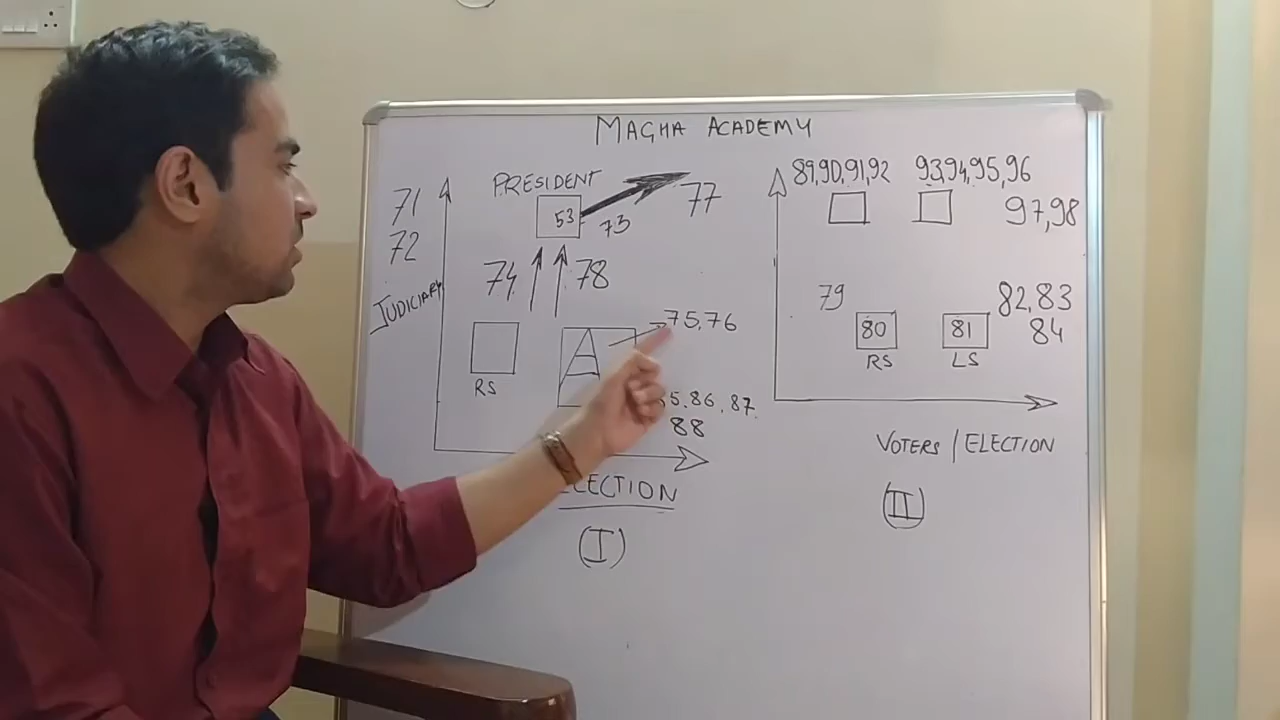 MAGHA ACADEMY
71
72
JUDICIARY
PRESIDENT
53
73
77
74
78
75,76
RS
86, 87.
88
(I)
89,90,91,92
93,94,95,96
97,98
79
80
RS
81
LS
82,83
84
VOTERS/ELECTION
(II)